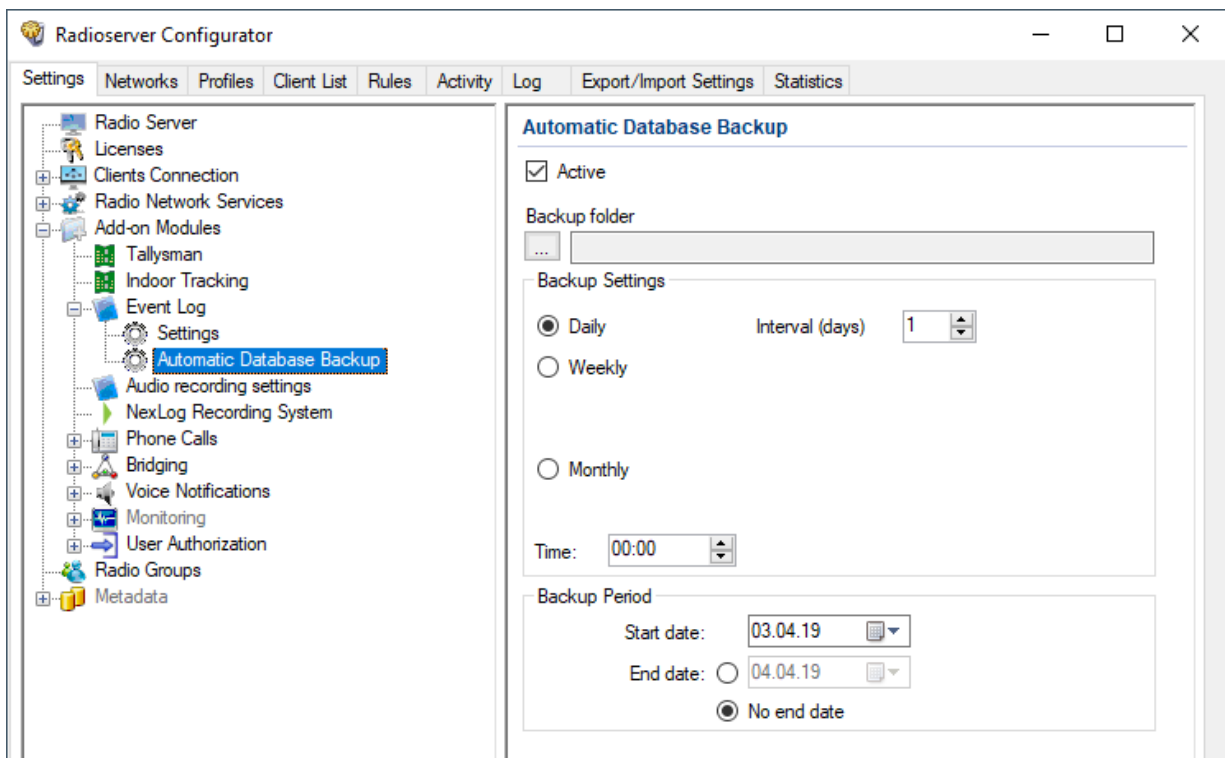 Radioserver Configurator
Settings Networks Profiles Client List Rules Activity Log Export/Import Settings Statistics
Radio Server
Licenses
Clients Connection
Radio Network Services
Add-on Modules
Tallysman
Indoor Tracking
Event Log
Settings
Automatic Database Backup
Audio recording settings
NexLog Recording System
Phone Calls
Bridging
Voice Notifications
Monitoring
User Authorization
Radio Groups
Metadata
Automatic Database Backup
Active
Backup folder
...
Backup Settings
Daily Interval (days) 1
Weekly
Monthly
Time: 00:00
Backup Period
Start date: 03.04.19
End date: 04.04.19
No end date